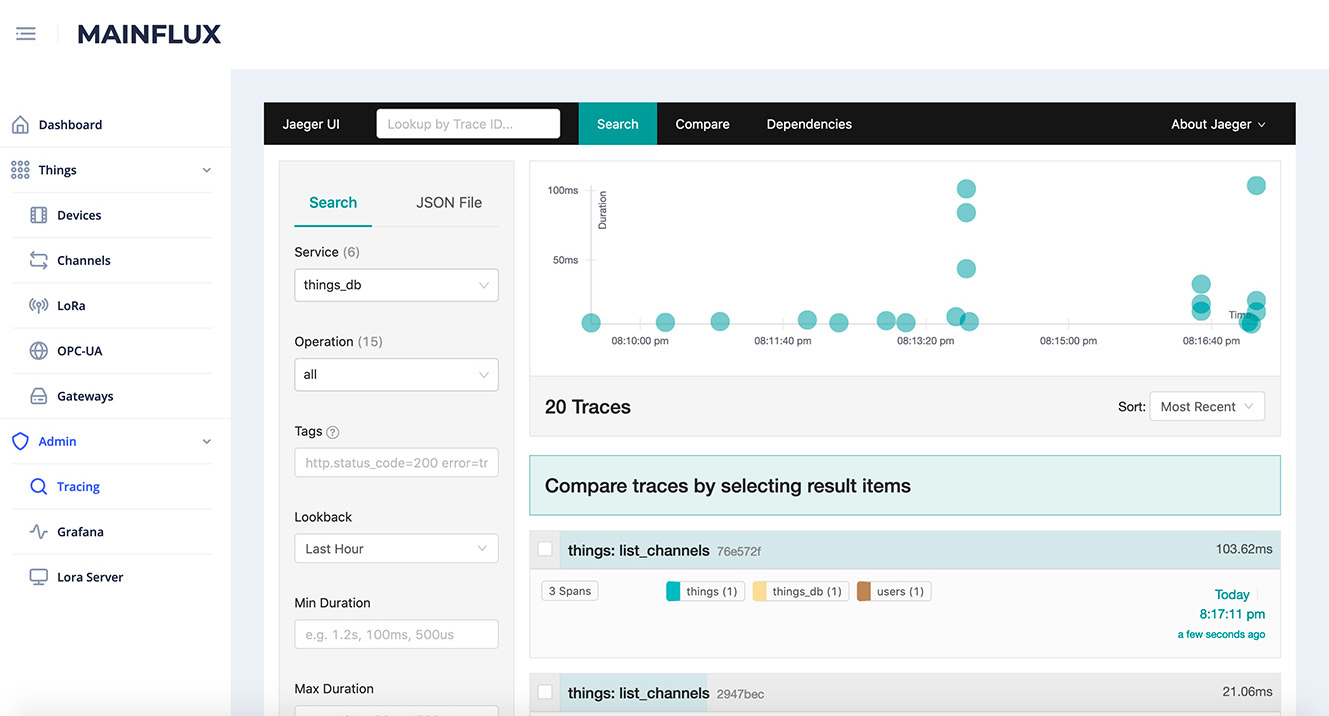 MAINFLUX
Dashboard
Things
Devices
Channels
LoRa
OPC-UA
Gateways
Admin
Tracing
Grafana
Lora Server
Jaeger UI
Lookup by Trace ID...
Search
Compare
Dependencies
About Jaeger
Search
JSON File
Service (6)
things_db
Operation (15)
all
Tags ?
http.status_code=200 error=tr
Lookback
Last Hour
Min Duration
e.g. 1.2s, 100ms, 500us
Max Duration
100ms
Duration
50ms
Time
08:10:00 pm
08:11:40 pm
08:13:20 pm
08:15:00 pm
08:16:40 pm
20 Traces
Sort: Most Recent
Compare traces by selecting result items
things: list_channels 76e572f
103.62ms
3 Spans
things (1)
things_db (1)
users (1)
Today
8:17:11 pm
a few seconds ago
things: list_channels 2947bec
21.06ms